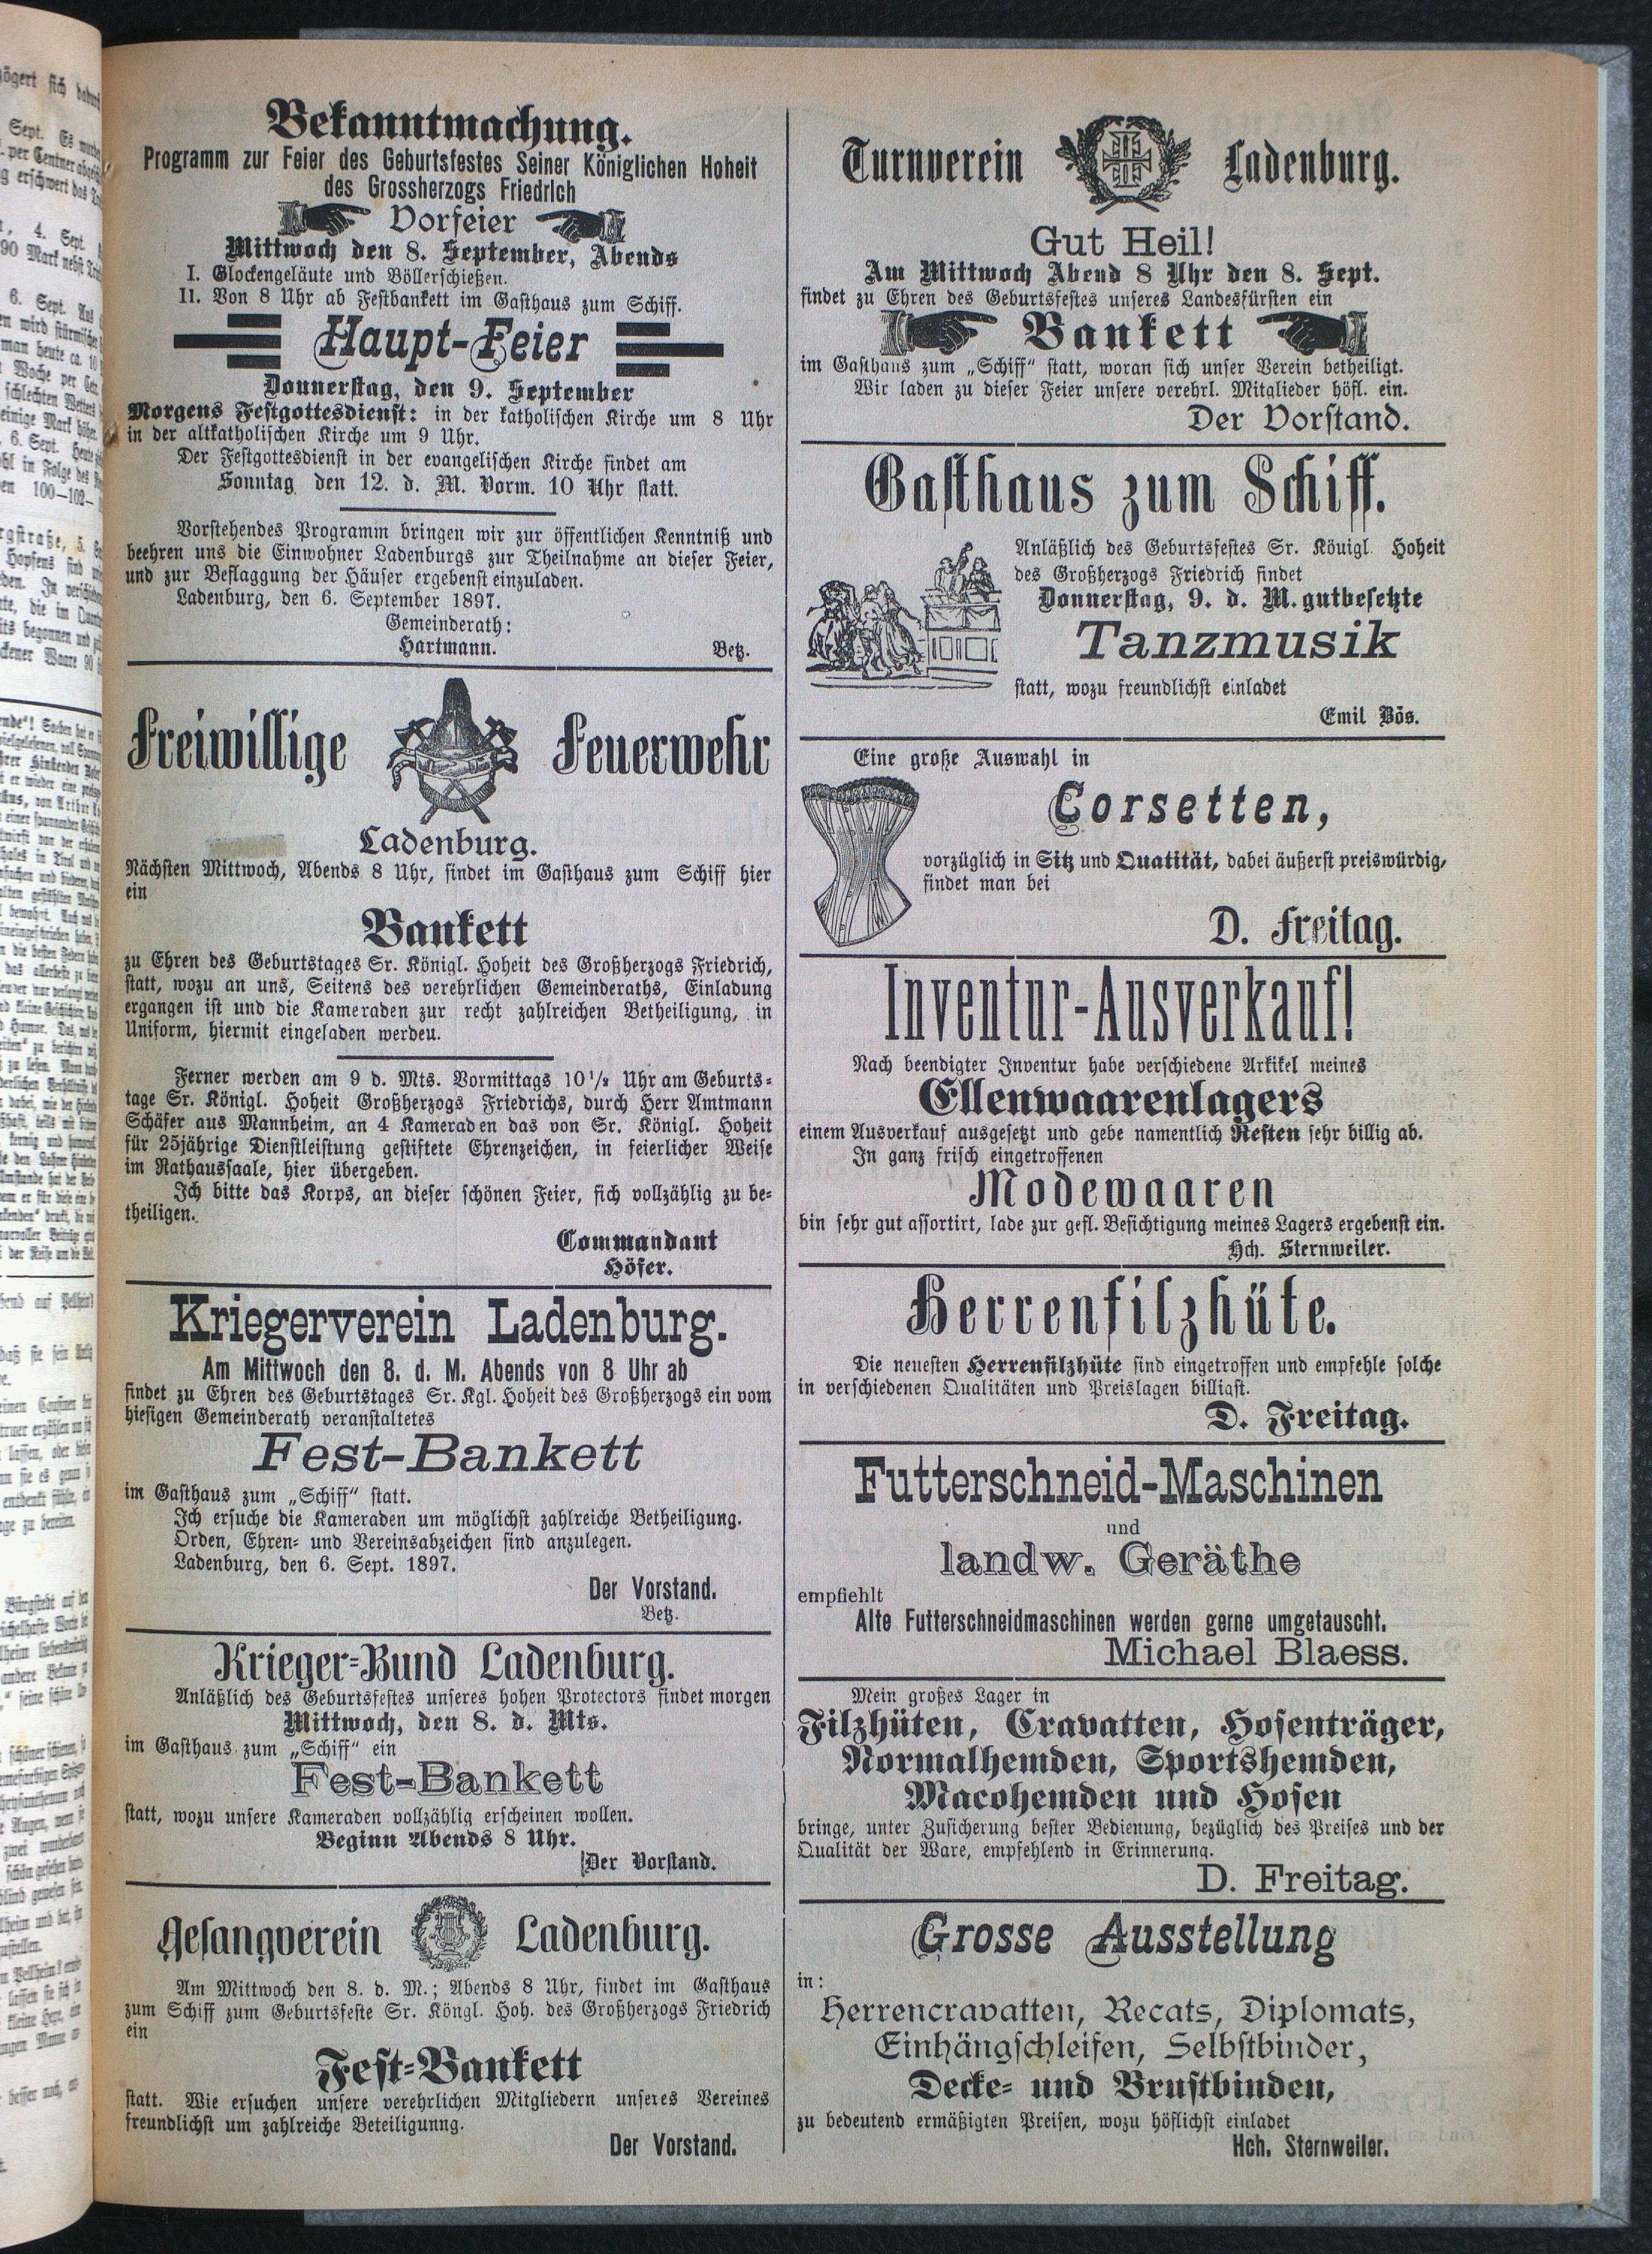 Bekanntmachung.
Programm zur Feier des Geburtsfestes Seiner Königlichen Hoheit
des Grossherzogs Friedrich
Vorfeier
Mittwoch den 8. September, Abends
I. Glockengeläute und Böllerschießen.
II. Von 8 Uhr ab Festbankett im Gasthaus zum Schiff.
Haupt-Feier
Donnerstag, den 9. September
Morgens Festgottesdienst: in der katholischen Kirche um 8 Uhr
in der altkatholischen Kirche um 9 Uhr.
Der Festgottesdienst in der evangelischen Kirche findet am
Sonntag den 12. d. M. Vorm. 10 Uhr statt.
Vorstehendes Programm bringen wir zur öffentlichen Kenntniß und
beehren uns die Einwohner Ladenburgs zur Theilnahme an dieser Feier,
und zur Beflaggung der Häuser ergebenst einzuladen.
Ladenburg, den 6. September 1897.
Gemeinderath:
Hartmann. Betz.
Freiwillige Feuerwehr
Ladenburg.
Nächsten Mittwoch, Abends 8 Uhr, findet im Gasthaus zum Schiff hier
ein
Bankett
zu Ehren des Geburtstages Sr. Königl. Hoheit des Großherzogs Friedrich,
statt, wozu an uns, Seitens des verehrlichen Gemeinderaths, Einladung
ergangen ist und die Kameraden zur recht zahlreichen Betheiligung, in
Uniform, hiermit eingeladen werdeu.
Ferner werden am 9 d. Mts. Vormittags 10 1/2 Uhr am Geburts-
tage Sr. Königl. Hoheit Großherzogs Friedrichs, durch Herr Amtmann
Schäfer aus Mannheim, an 4 Kameraden das von Sr. Königl. Hoheit
für 25jährige Dienstleistung gestiftete Ehrenzeichen, in feierlicher Weise
im Rathaussaale, hier übergeben.
Ich bitte das Korps, an dieser schönen Feier, sich vollzählig zu be-
theiligen.
Commandant
Höfer.
Kriegerverein Ladenburg.
Am Mittwoch den 8. d. M. Abends von 8 Uhr ab
findet zu Ehren des Geburtstages Sr. Kgl. Hoheit des Großherzogs ein vom
hiesigen Gemeinderath veranstaltetes
Fest-Bankett
im Gasthaus zum „Schiff“ statt.
Ich ersuche die Kameraden um möglichst zahlreiche Betheiligung.
Orden, Ehren- und Vereinsabzeichen sind anzulegen.
Ladenburg, den 6. Sept. 1897.
Der Vorstand.
Betz.
Krieger-Bund Ladenburg.
Anläßlich des Geburtsfestes unseres hohen Protectors findet morgen
Mittwoch, den 8. d. Mts.
im Gasthaus zum „Schiff“ ein
Fest-Bankett
statt, wozu unsere Kameraden vollzählig erscheinen wollen.
Beginn Abends 8 Uhr.
Der Vorstand.
Gesangverein Ladenburg.
Am Mittwoch den 8. d. M.; Abends 8 Uhr, findet im Gasthaus
zum Schiff zum Geburtsfeste Sr. Köngl. Hoh. des Großherzogs Friedrich
ein
Fest-Bankett
statt. Wie ersuchen unsere verehrlichen Mitgliedern unseres Vereines
freundlichst um zahlreiche Beteiligunng.
Der Vorstand.
Turnverein Ladenburg.
Gut Heil!
Am Mittwoch Abend 8 Uhr den 8. Sept.
findet zu Ehren des Geburtsfestes unseres Landesfürsten ein
Bankett
im Gasthaus zum „Schiff“ statt, woran sich unser Verein betheiligt.
Wir laden zu dieser Feier unsere verehrl. Mitglieder höfl. ein.
Der Vorstand.
Gasthaus zum Schiff.
Anläßlich des Geburtsfestes Sr. Königl. Hoheit
des Großherzogs Friedrich findet
Donnerstag, 9. d. M. gutbesetzte
Tanzmusik
statt, wozu freundlichst einladet
Emil Bös.
Eine große Auswahl in
Corsetten,
vorzüglich in Sitz und Quatität, dabei äußerst preiswürdig,
findet man bei
D. Freitag.
Inventur-Ausverkauf!
Nach beendigter Inventur habe verschiedene Artikel meines
Ellenwaarenlagers
einem Ausverkauf ausgesetzt und gebe namentlich Resten sehr billig ab.
In ganz frisch eingetroffenen
Modewaaren
bin sehr gut assortirt, lade zur gefl. Besichtigung meines Lagers ergebenst ein.
Hch. Sternweiler.
Herrenfilzhüte.
Die neuesten Herrenfilzhüte sind eingetroffen und empfehle solche
in verschiedenen Qualitäten und Preislagen billigst.
D. Freitag.
Futterschneid-Maschinen
und
landw. Geräthe
empfiehlt
Alte Futterschneidmaschinen werden gerne umgetauscht.
Michael Blaess.
Mein großes Lager in
Filzhüten, Cravatten, Hosenträger,
Normalhemden, Sportshemden,
Macohemden und Hosen
bringe, unter Zusicherung bester Bedienung, bezüglich des Preises und der
Qualität der Ware, empfehlend in Erinnerung.
D. Freitag.
Grosse Ausstellung
in:
Herrencravatten, Recats, Diplomats,
Einhängschleifen, Selbstbinder,
Decke- und Brustbinden,
zu bedeutend ermäßigten Preisen, wozu höflichst einladet
Hch. Sternweiler.